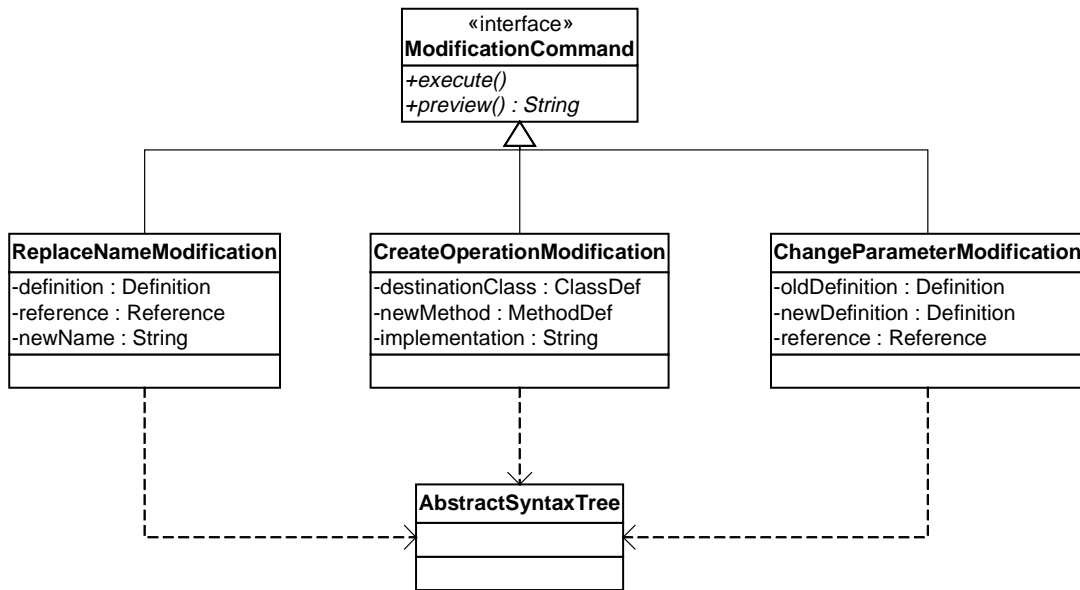 «interface»
ModificationCommand
+execute()
+preview() : String
ReplaceNameModification
-definition : Definition
-reference : Reference
-newName : String
CreateOperationModification
-destinationClass : ClassDef
-newMethod : MethodDef
-implementation : String
ChangeParameterModification
-oldDefinition : Definition
-newDefinition : Definition
-reference : Reference
AbstractSyntaxTree